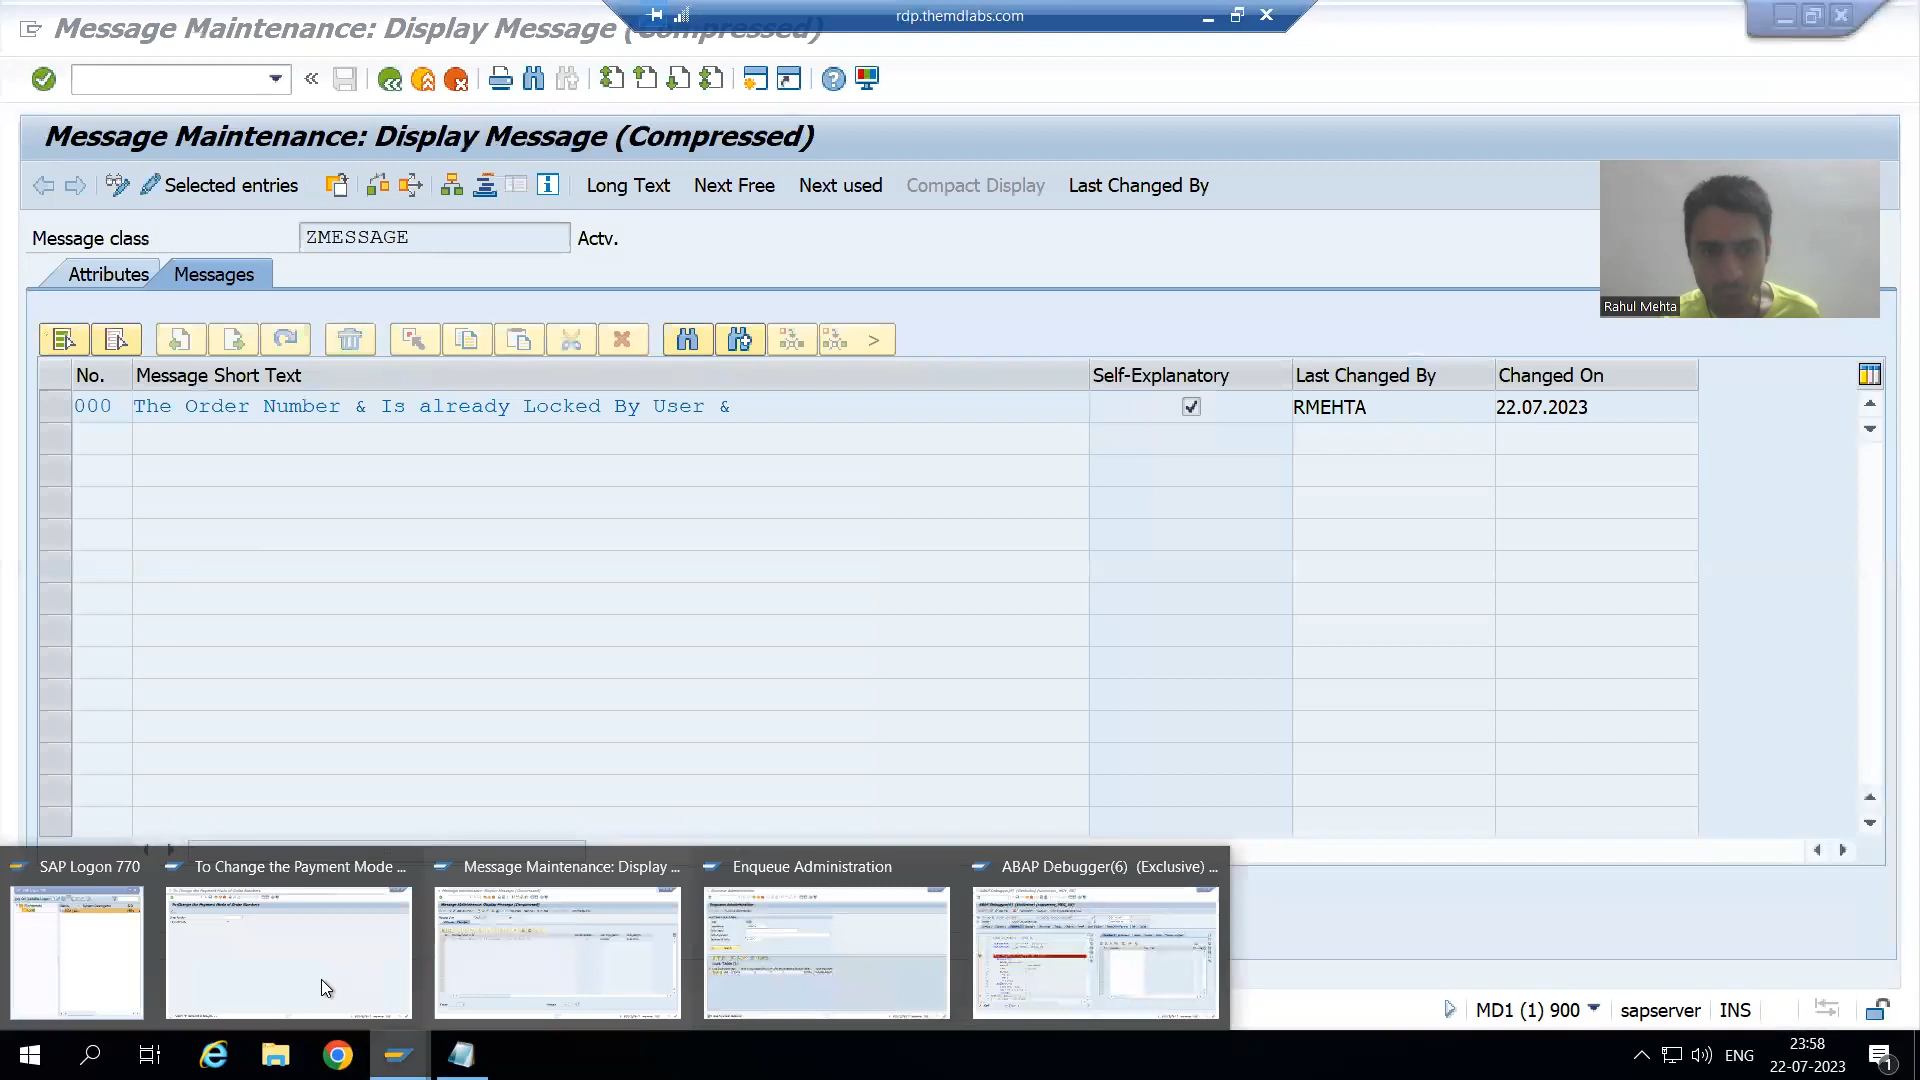 Message Maintenance: Display Message (Compressed)
rdp.themdlabs.com
Message Maintenance: Display Message (Compressed)
Selected entries
Long Text
Next Free
Next used
Compact Display
Last Changed By
Message class
ZMESSAGE
Actv.
Attributes
Messages
Rahul Mehta
No.
Message Short Text
Self-Explanatory
Last Changed By
Changed On
000
The Order Number & Is already Locked By User &
RMEHTA
22.07.2023
SAP Logon 770
To Change the Payment Mode ...
Message Maintenance: Display ...
Enqueue Administration
ABAP Debugger(6) (Exclusive) ...
MD1 (1) 900
sapserver
INS
ENG
23:58
22-07-2023
1